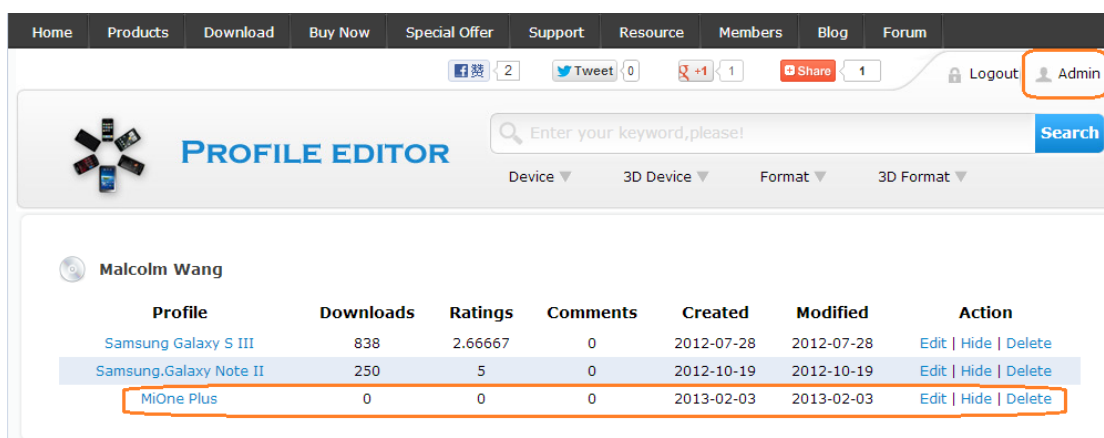 Home Products Download Buy Now Special Offer Support Resource Members Blog Forum
赞 2 Tweet 0 +1 1 Share 1 Logout Admin
PROFILE EDITOR
Enter your keyword,please! Search
Device 3D Device Format 3D Format
Malcolm Wang
Profile Downloads Ratings Comments Created Modified Action
Samsung Galaxy S III 838 2.66667 0 2012-07-28 2012-07-28 Edit | Hide | Delete
Samsung.Galaxy Note II 250 5 0 2012-10-19 2012-10-19 Edit | Hide | Delete
MiOne Plus 0 0 0 2013-02-03 2013-02-03 Edit | Hide | Delete